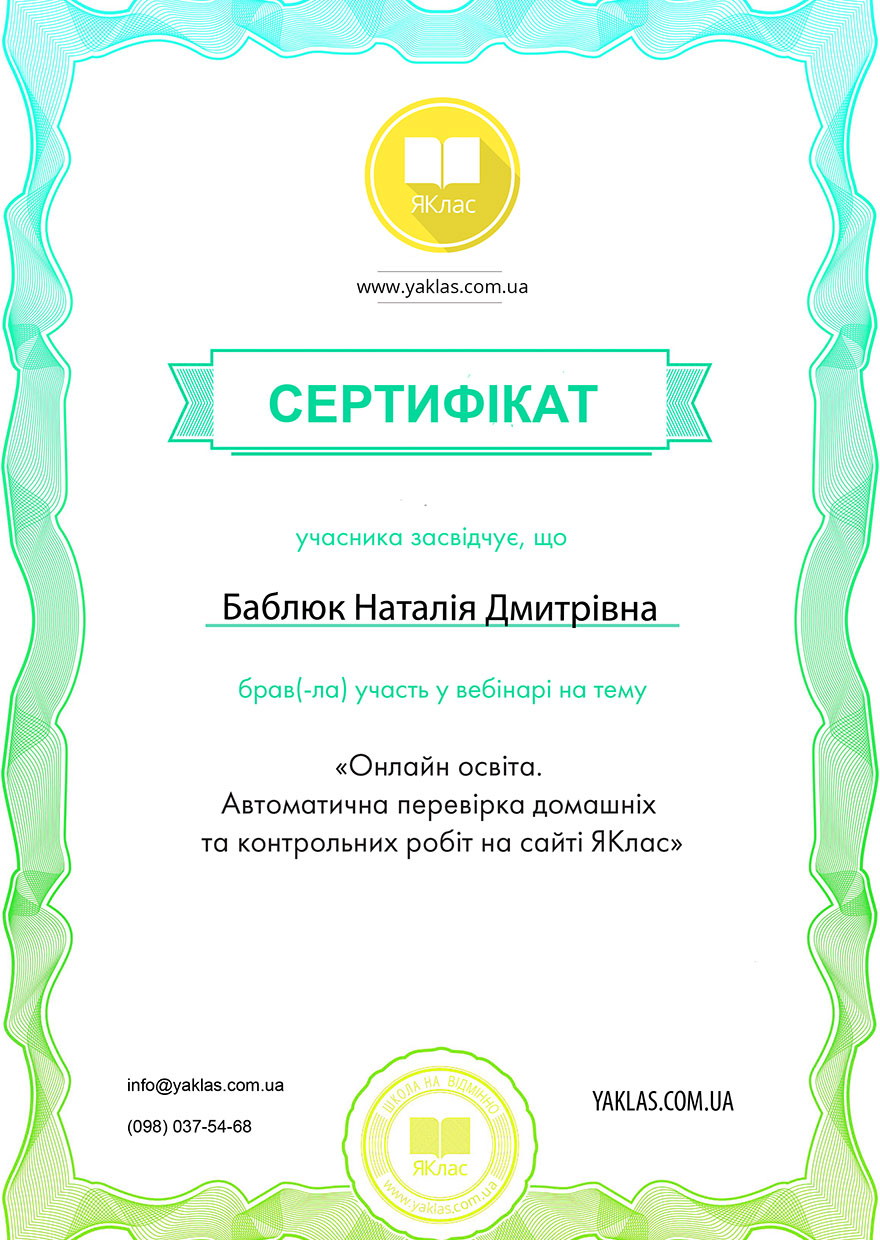 ЯКлас
www.yaklas.com.ua
СЕРТИФІКАТ
учасника засвідчує, що
Баблюк Наталія Дмитрівна
брав(-ла) участь у вебінарі на тему
«Онлайн освіта.
Автоматична перевірка домашніх
та контрольних робіт на сайті ЯКлас»
info@yaklas.com.ua
(098) 037-54-68
ШКОЛА НА ВІДМІННО
ЯКлас
www.yaklas.com.ua
YAKLAS.COM.UA